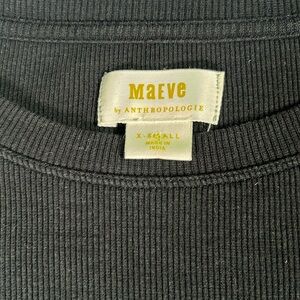 Maeve
by ANTHROPOLOGIE
X-SMALL
MADE IN
INDIA